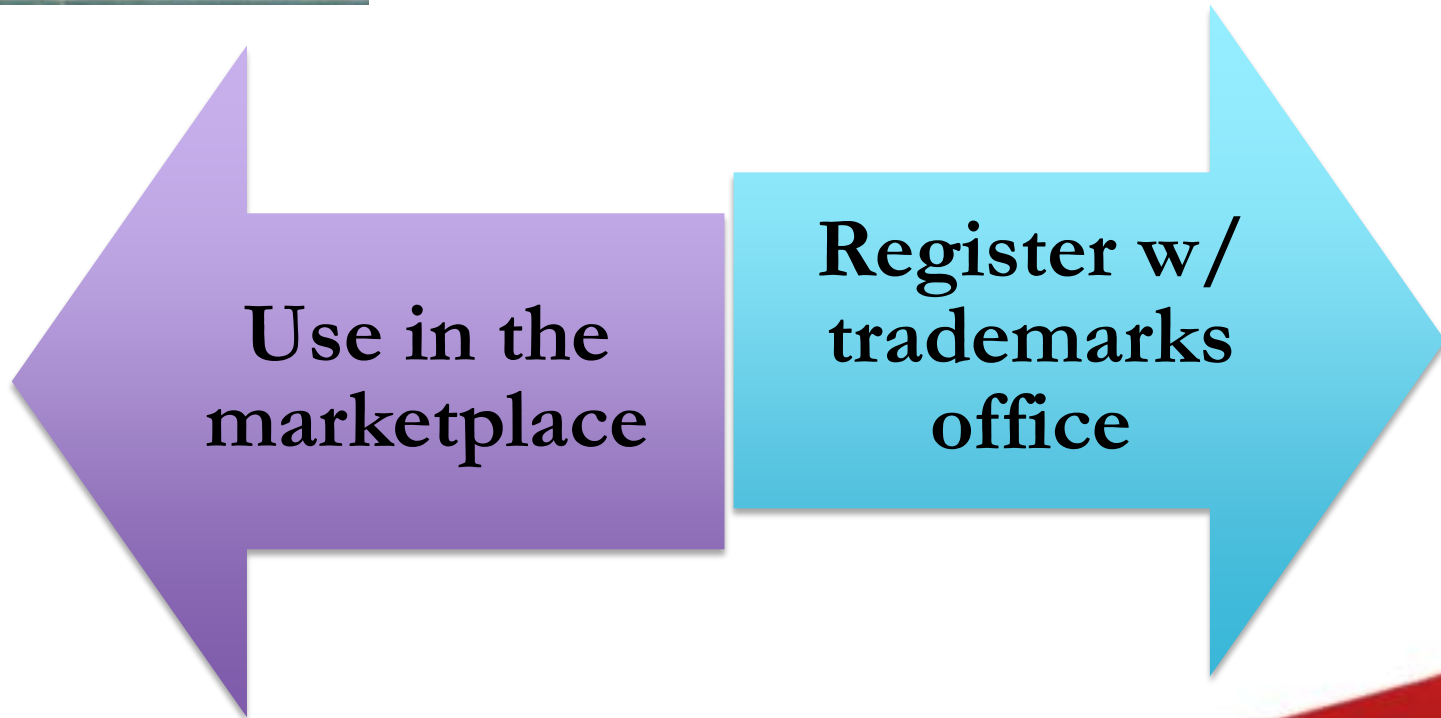 Use in the
marketplace
Register w/
trademarks
office